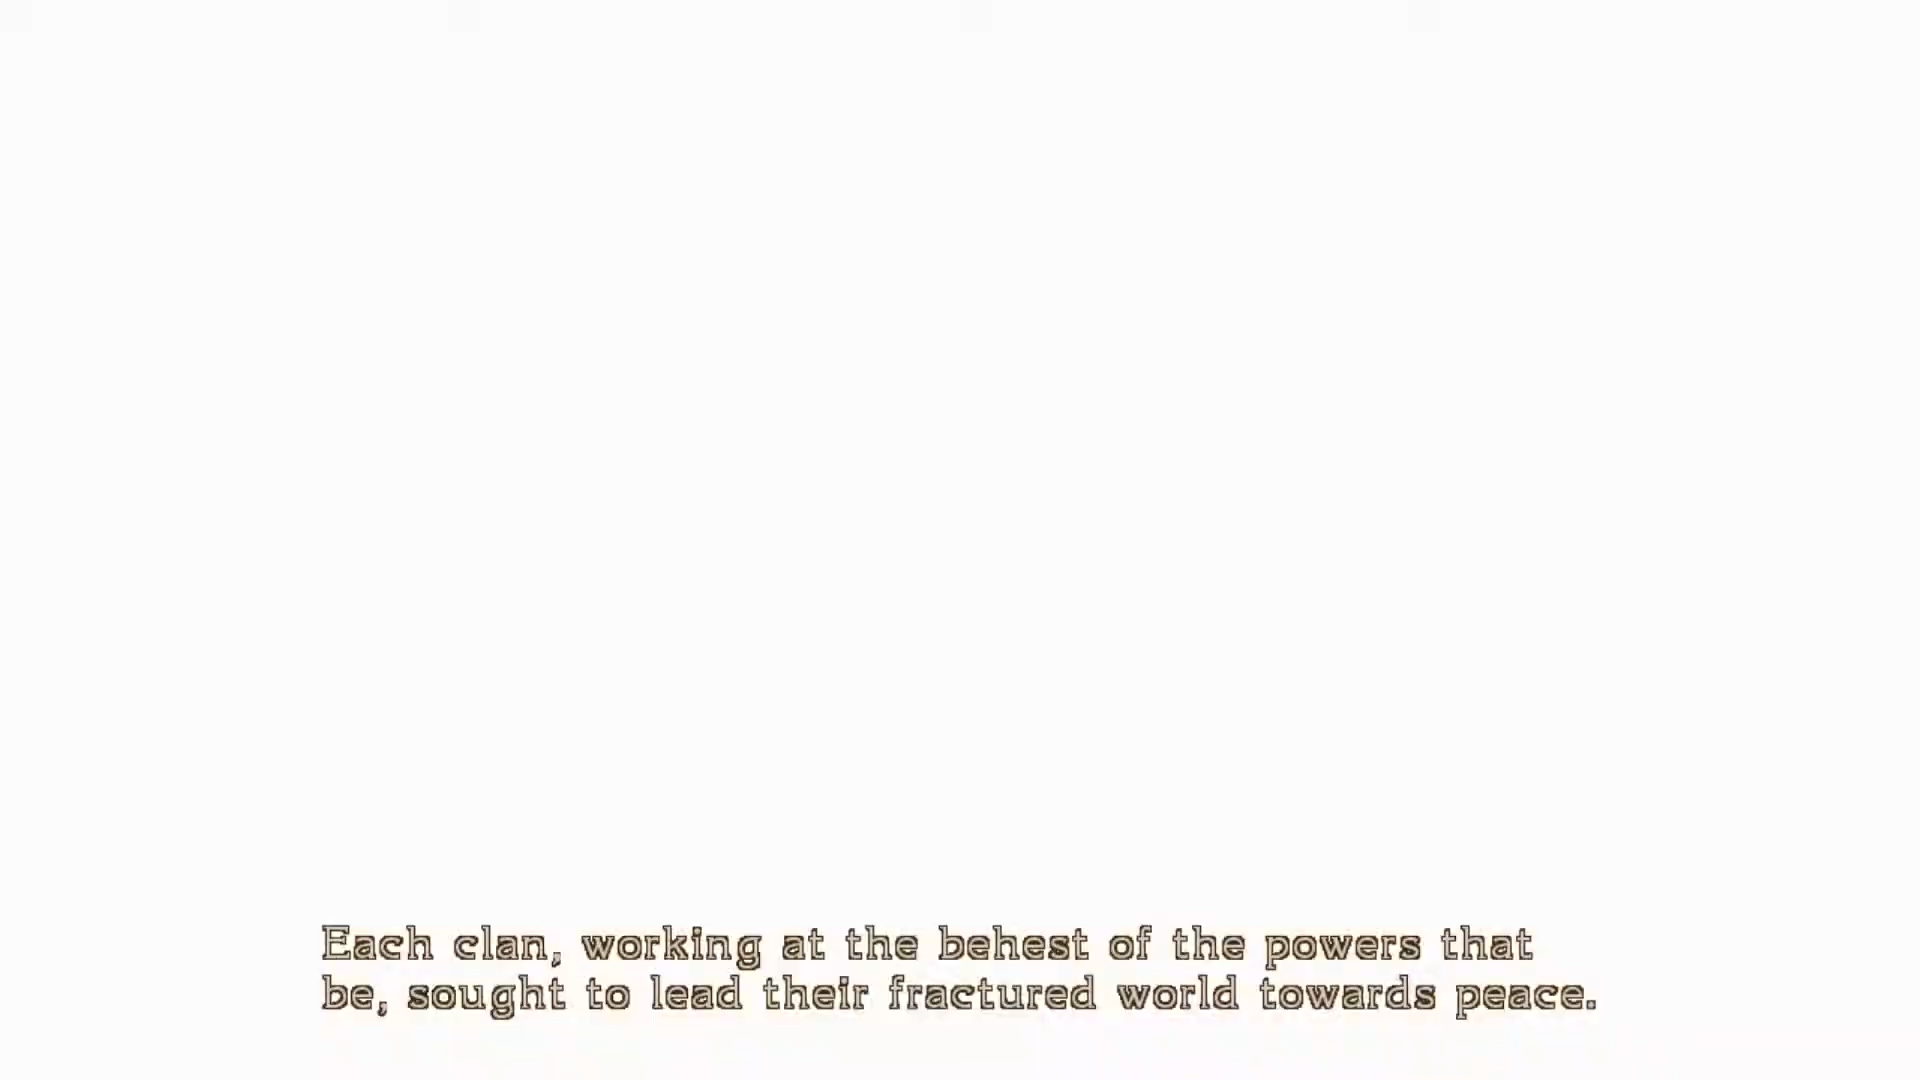 Each clan, working at the behest of the powers that
be, sought to lead their fractured world towards peace.